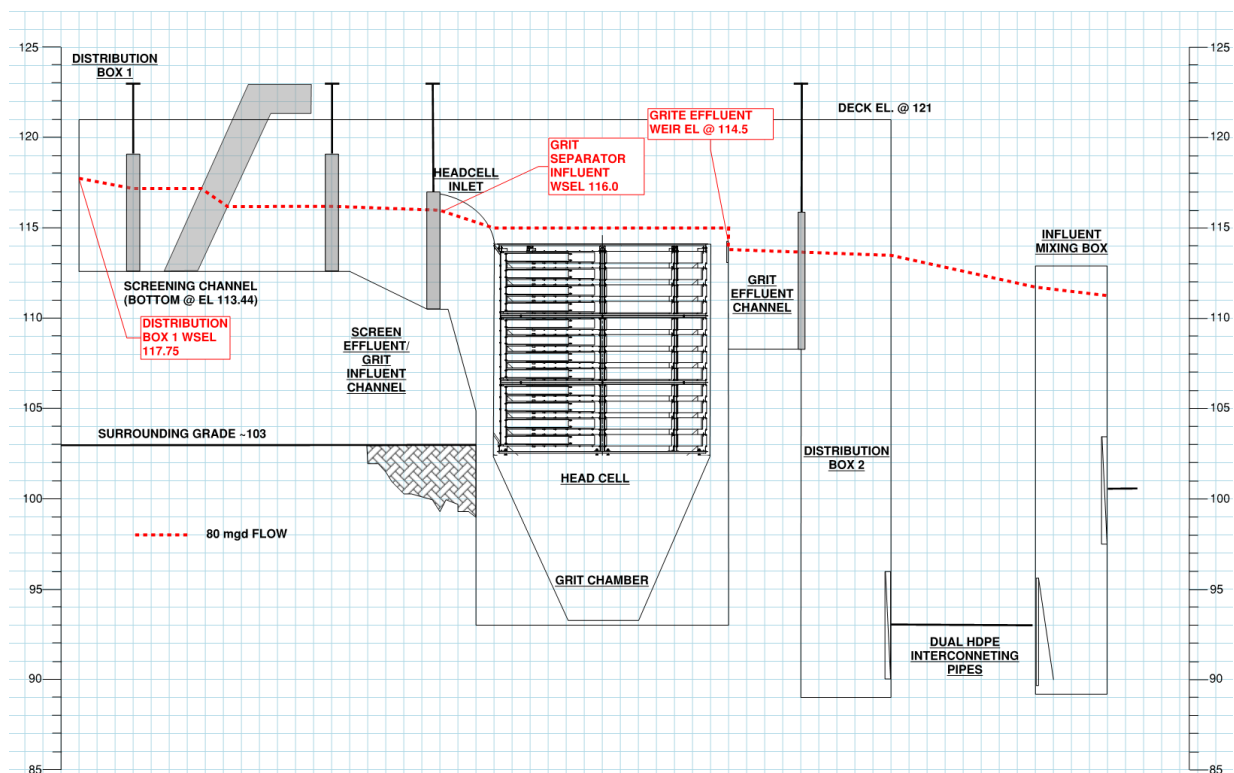 125
120
115
110
105
100
95
90
85
DISTRIBUTION
BOX 1
SCREENING CHANNEL
(BOTTOM @ EL 113.44)
DISTRIBUTION
BOX 1 WSEL
117.75
SCREEN
EFFLUENT/
GRIT
INFLUENT
CHANNEL
SURROUNDING GRADE ~103
80 mgd FLOW
HEADCELL
INLET
GRIT
SEPARATOR
INFLUENT
WSEL 116.0
GRITE EFFLUENT
WEIR EL @ 114.5
HEAD CELL
GRIT CHAMBER
DECK EL. @ 121
GRIT
EFFLUENT
CHANNEL
DISTRIBUTION
BOX 2
INFLUENT
MIXING BOX
DUAL HDPE
INTERCONNETING
PIPES
125
120
115
110
105
100
95
90
85